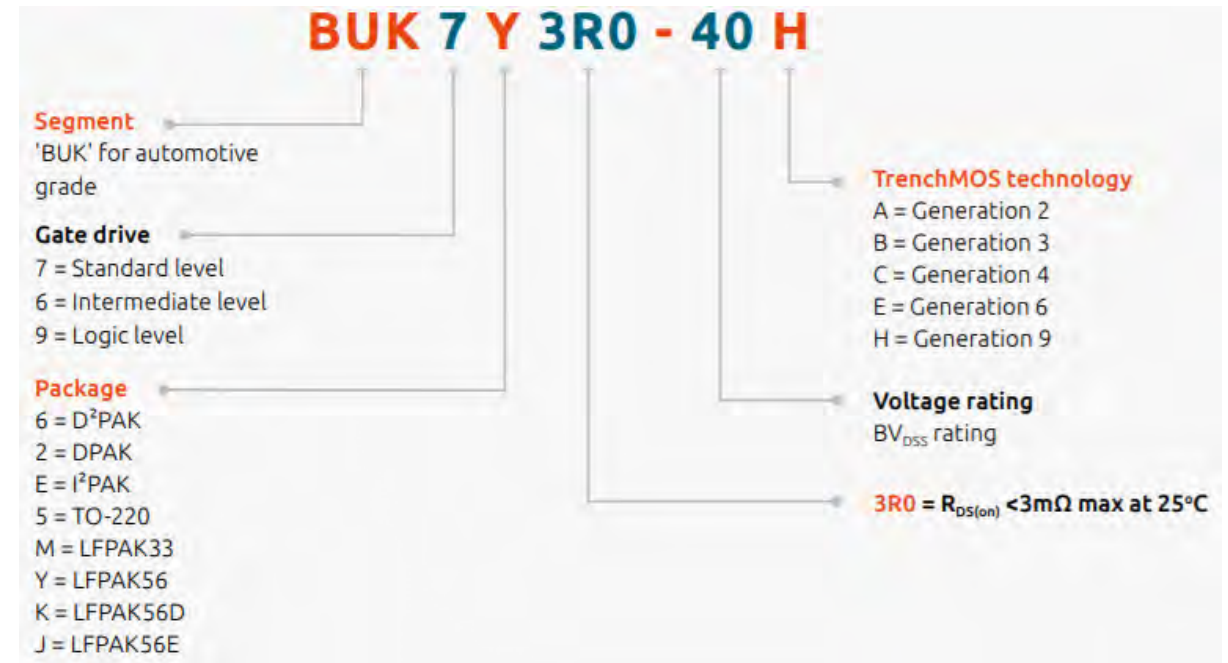 BUK 7 Y 3R0 - 40 H
Segment
'BUK' for automotive
grade
Gate drive
7 = Standard level
6 = Intermediate level
9 = Logic level
Package
6 = D²PAK
2 = DPAK
E = I²PAK
5 = TO-220
M = LFPAK33
Y = LFPAK56
K = LFPAK56D
J = LFPAK56E
TrenchMOS technology
A = Generation 2
B = Generation 3
C = Generation 4
E = Generation 6
H = Generation 9
Voltage rating
BVDSS rating
3R0 = RDS(on) <3mΩ max at 25°C